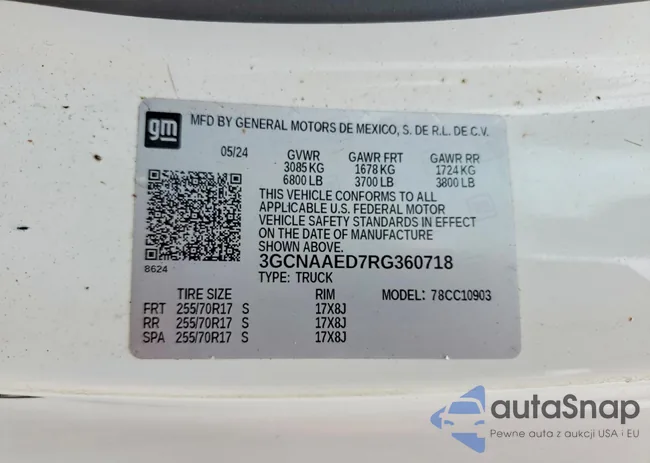 gm
MFD BY GENERAL MOTORS DE MEXICO, S. DE R.L. DE C.V.
05/24 GVWR GAWR FRT GAWR RR
3085 KG 1678 KG 1724 KG
6800 LB 3700 LB 3800 LB
THIS VEHICLE CONFORMS TO ALL
APPLICABLE U.S. FEDERAL MOTOR
VEHICLE SAFETY STANDARDS IN EFFECT
ON THE DATE OF MANUFACTURE
SHOWN ABOVE.
3GCNAAED7RG360718
8624
TYPE: TRUCK
TIRE SIZE RIM MODEL: 78CC10903
FRT 255/70R17 S 17X8J
RR 255/70R17 S 17X8J
SPA 255/70R17 S 17X8J
autaSnap
Pewne auta z aukcji USA i EU